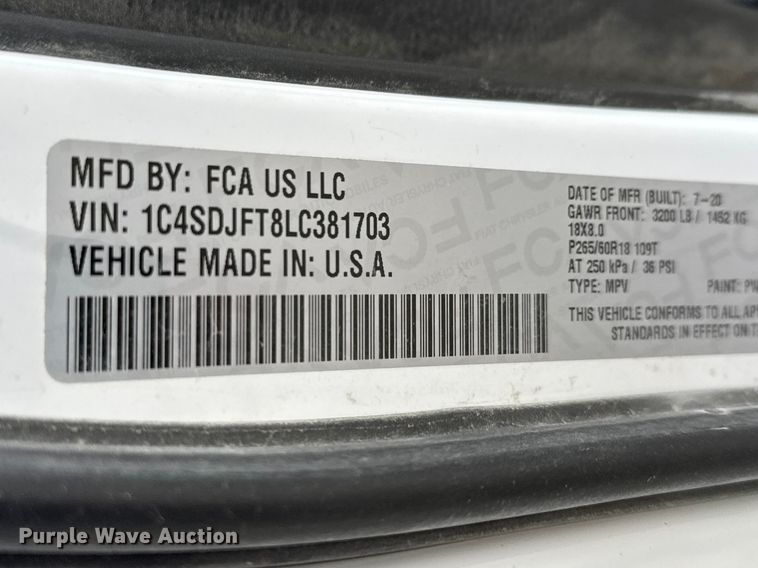 MFD BY: FCA US LLC
VIN: 1C4SDJFT8LC381703
VEHICLE MADE IN: U.S.A.
DATE OF MFR (BUILT): 7-20
GAWR FRONT: 3200 LB / 1452 KG
18X8.0
P265/60R18 109T
AT 250 kPa / 36 PSI
TYPE: MPV PAINT: PW
THIS VEHICLE CONFORMS TO ALL AP
STANDARDS IN EFFECT ON T
Purple Wave Auction